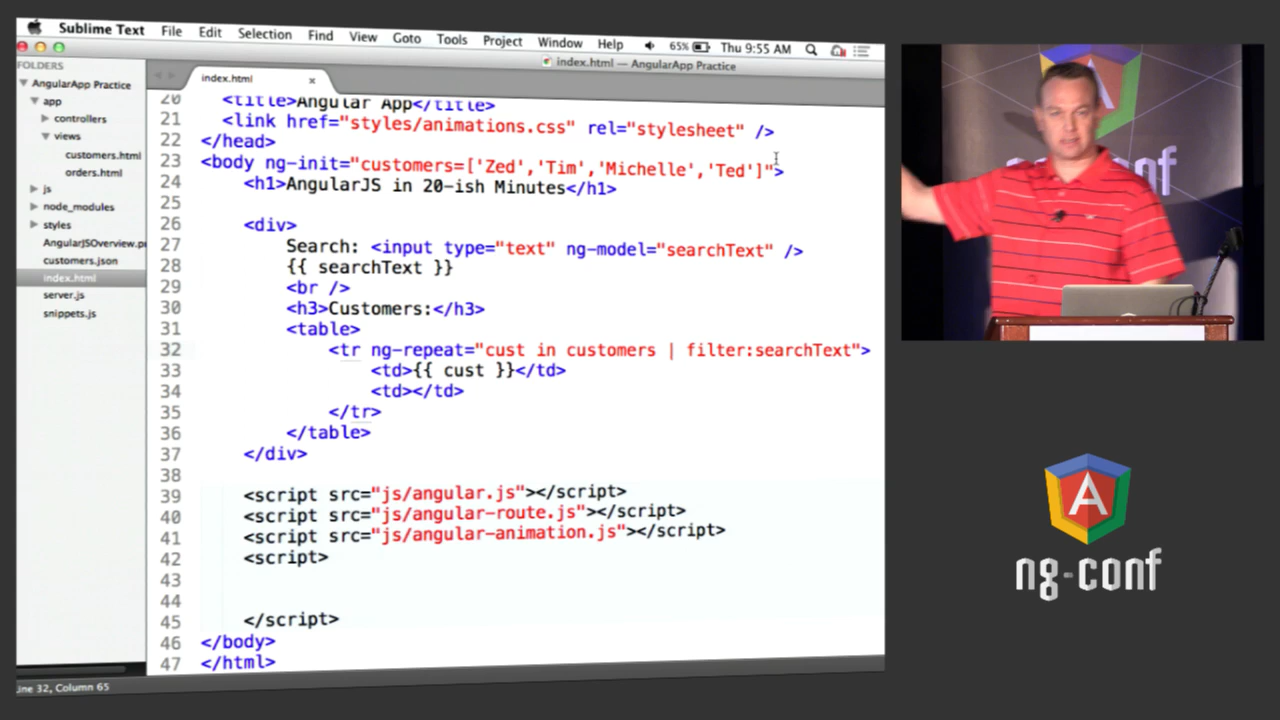 Sublime Text File Edit Selection Find View Goto Tools Project Window Help 65% Thu 9:55 AM
index.html — AngularApp Practice
FOLDERS
AngularApp Practice
app
controllers
views
customers.html
orders.html
js
node_modules
styles
AngularJSOverview.p
customers.json
index.html
server.js
snippets.js
index.html
20 <title>Angular App</title>
21 <link href="styles/animations.css" rel="stylesheet" />
22 </head>
23 <body ng-init="customers=['Zed','Tim','Michelle','Ted']">
24 <h1>AngularJS in 20-ish Minutes</h1>
25
26 <div>
27 Search: <input type="text" ng-model="searchText" />
28 {{ searchText }}
29 <br />
30 <h3>Customers:</h3>
31 <table>
32 <tr ng-repeat="cust in customers | filter:searchText">
33 <td>{{ cust }}</td>
34 <td></td>
35 </tr>
36 </table>
37 </div>
38
39 <script src="js/angular.js"></script>
40 <script src="js/angular-route.js"></script>
41 <script src="js/angular-animation.js"></script>
42 <script>
43
44
45 </script>
46 </body>
47 </html>
ine 32, Column 65
nf
A
ng-conf